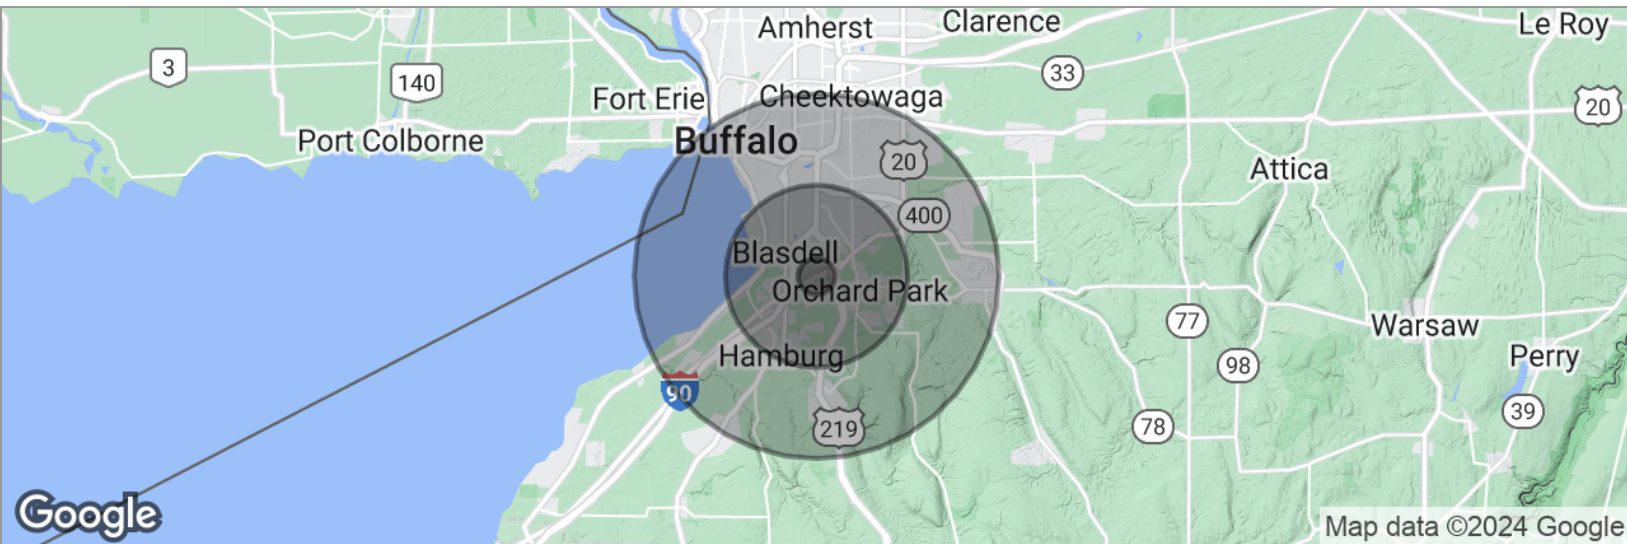 Amherst
Clarence
Le Roy
3
140
33
Fort Erie
Cheektowaga
20
Port Colborne
Buffalo
20
Attica
400
Blasdell
Orchard Park
77
Warsaw
Hamburg
98
Perry
90
39
219
78
Google
Map data ©2024 Google